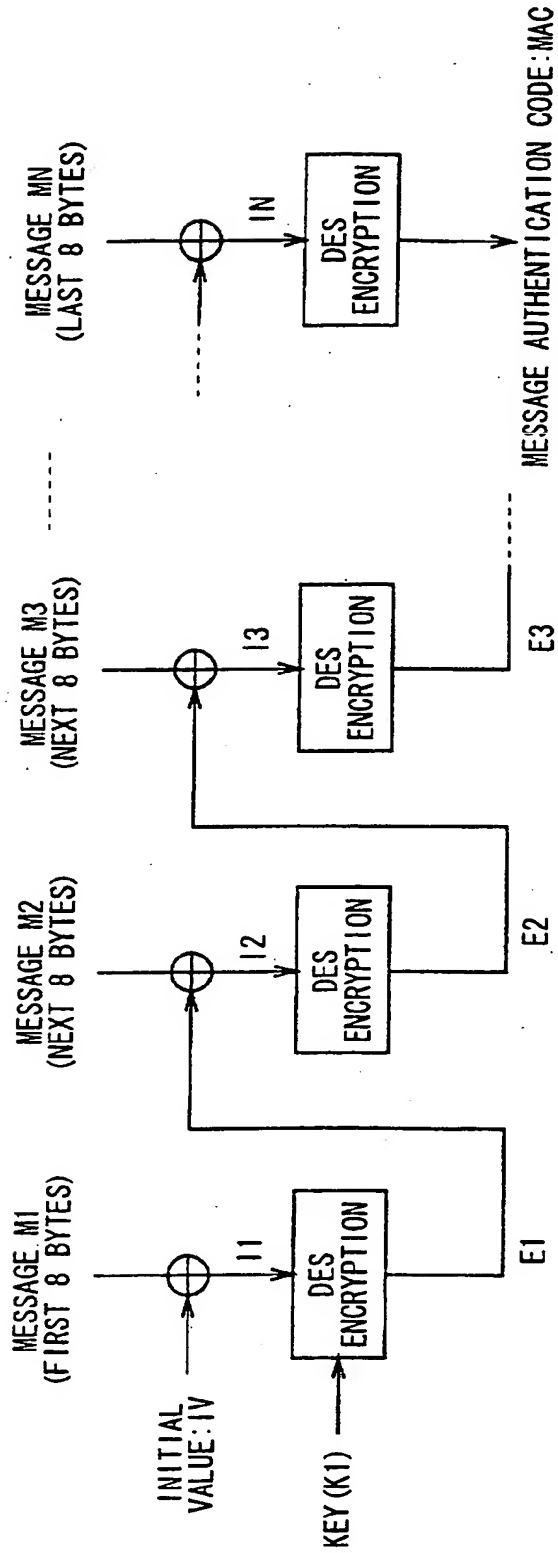 MESSAGE M1
(FIRST 8 BYTES)
MESSAGE M2
(NEXT 8 BYTES)
MESSAGE M3
(NEXT 8 BYTES)
MESSAGE MN
(LAST 8 BYTES)
INITIAL
VALUE:IV
I1
I2
I3
IN
KEY(K1)
DES
ENCRYPTION
DES
ENCRYPTION
DES
ENCRYPTION
DES
ENCRYPTION
E1
E2
E3
MESSAGE AUTHENTICATION CODE:MAC